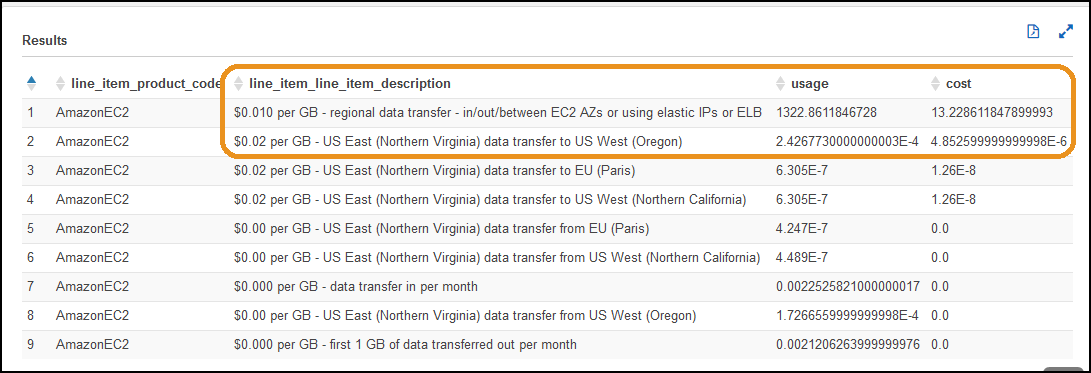 Results
line_item_product_code line_item_line_item_description usage cost
1 AmazonEC2 $0.010 per GB - regional data transfer - in/out/between EC2 AZs or using elastic IPs or ELB 1322.8611846728 13.228611847899993
2 AmazonEC2 $0.02 per GB - US East (Northern Virginia) data transfer to US West (Oregon) 2.4267730000000003E-4 4.852599999999998E-6
3 AmazonEC2 $0.02 per GB - US East (Northern Virginia) data transfer to EU (Paris) 6.305E-7 1.26E-8
4 AmazonEC2 $0.02 per GB - US East (Northern Virginia) data transfer to US West (Northern California) 6.305E-7 1.26E-8
5 AmazonEC2 $0.00 per GB - US East (Northern Virginia) data transfer from EU (Paris) 4.247E-7 0.0
6 AmazonEC2 $0.00 per GB - US East (Northern Virginia) data transfer from US West (Northern California) 4.489E-7 0.0
7 AmazonEC2 $0.000 per GB - data transfer in per month 0.0022525821000000017 0.0
8 AmazonEC2 $0.00 per GB - US East (Northern Virginia) data transfer from US West (Oregon) 1.7266559999999998E-4 0.0
9 AmazonEC2 $0.000 per GB - first 1 GB of data transferred out per month 0.0021206263999999976 0.0